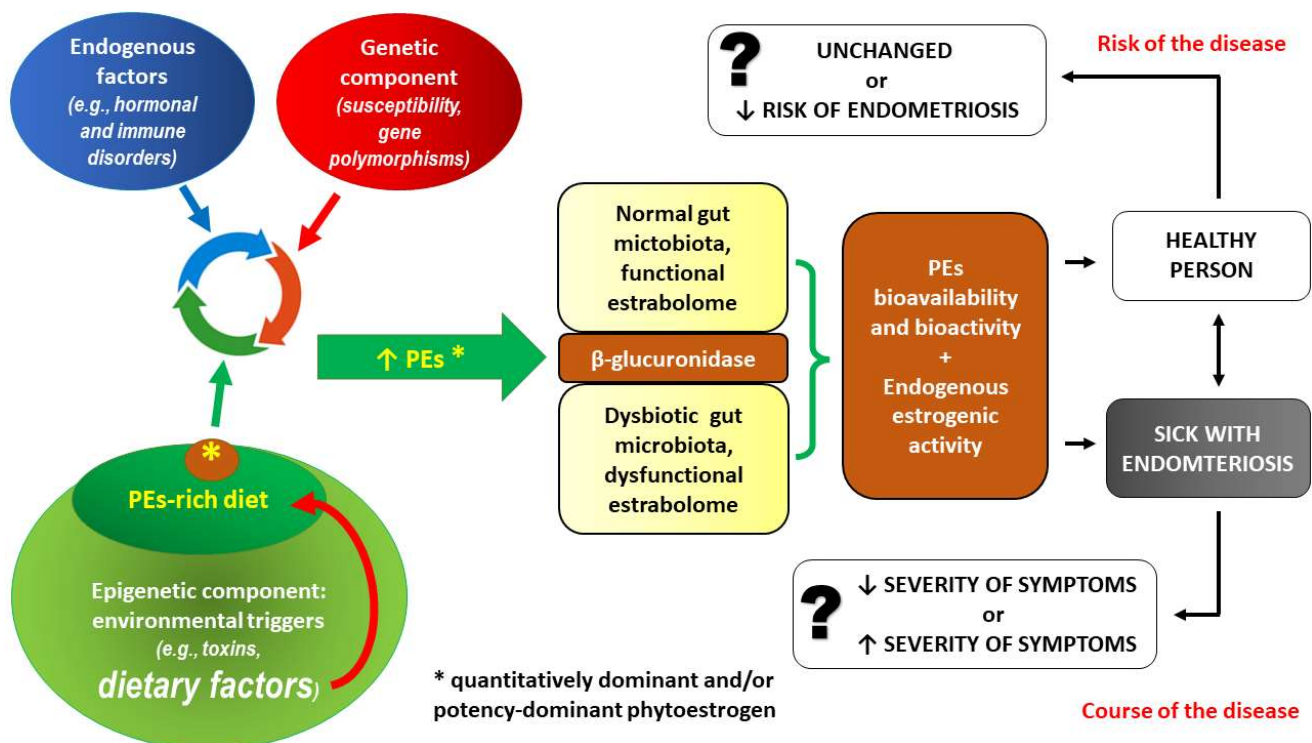 Endogenous
factors
(e.g., hormonal
and immune
disorders)
Genetic
component
(susceptibility,
gene
polymorphisms)
?
UNCHANGED
or
↓ RISK OF ENDOMETRIOSIS
Risk of the disease
Normal gut
mictobiota,
functional
estrabolome
β-glucuronidase
Dysbiotic gut
microbiota,
dysfunctional
estrabolome
↑ PEs *
PEs
bioavailability
and bioactivity
+
Endogenous
estrogenic
activity
HEALTHY
PERSON
SICK WITH
ENDOMTERIOSIS
*
PEs-rich diet
Epigenetic component:
environmental triggers
(e.g., toxins,
dietary factors)
?
↓ SEVERITY OF SYMPTOMS
or
↑ SEVERITY OF SYMPTOMS
* quantitatively dominant and/or
potency-dominant phytoestrogen
Course of the disease